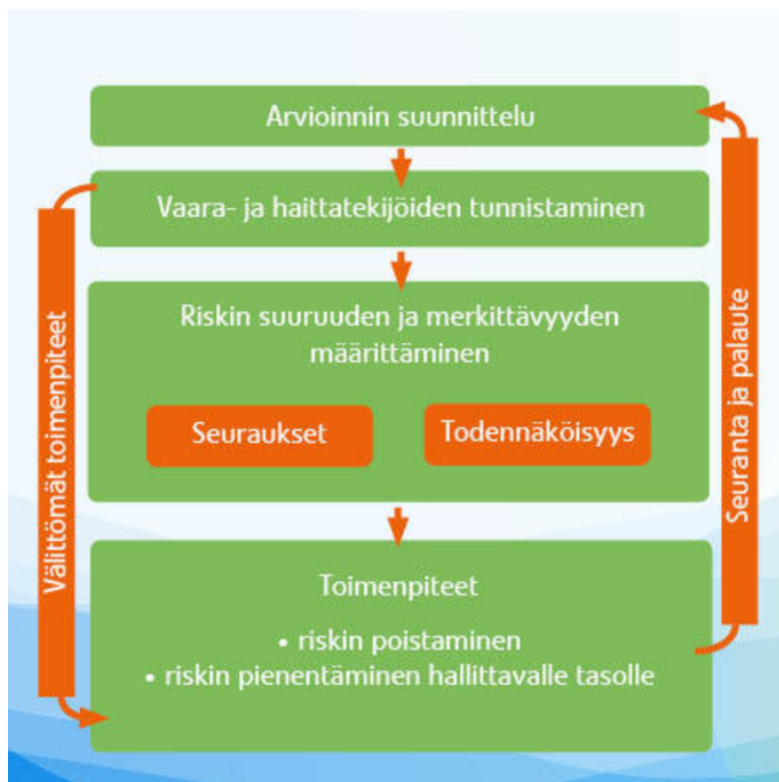 Arvioinnin suunnittelu
Vaara- ja haittatekijöiden tunnistaminen
Riskin suuruuden ja merkittävyyden
määrittäminen
Seuraukset
Todennäköisyys
Toimenpiteet
• riskin poistaminen
• riskin pienentäminen hallittavalle tasolle
Välittömät toimenpiteet
Seuranta ja palaute